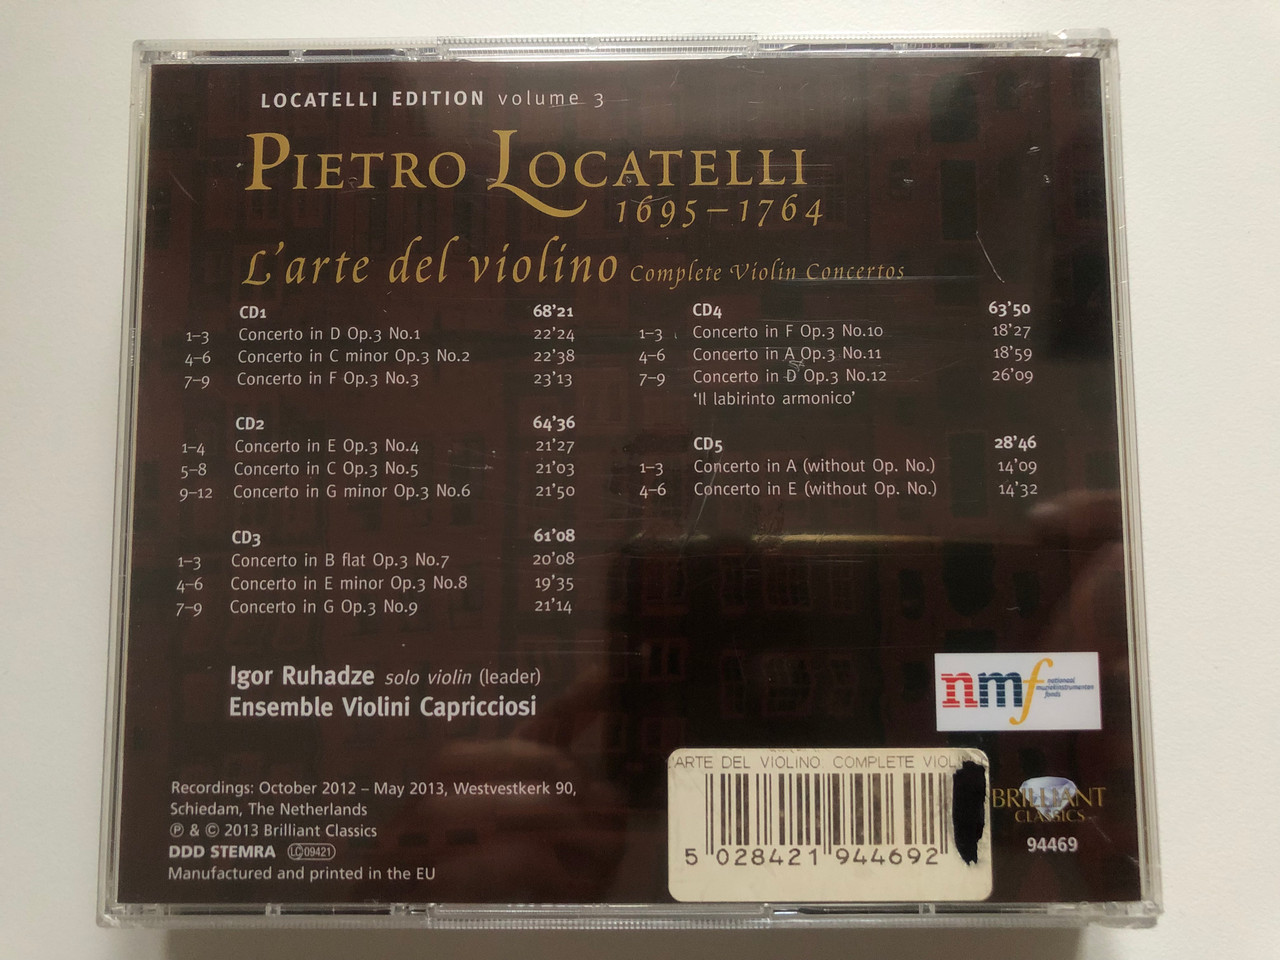 LOCATELLI EDITION volume 3
PIETRO LOCATELLI
1695–1764
L'arte del violino Complete Violin Concertos
CD1 68'21
1–3 Concerto in D Op.3 No.1 22'24
4–6 Concerto in C minor Op.3 No.2 22'38
7–9 Concerto in F Op.3 No.3 23'13
CD2 64'36
1–4 Concerto in E Op.3 No.4 21'27
5–8 Concerto in C Op.3 No.5 21'03
9–12 Concerto in G minor Op.3 No.6 21'50
CD3 61'08
1–3 Concerto in B flat Op.3 No.7 20'08
4–6 Concerto in E minor Op.3 No.8 19'35
7–9 Concerto in G Op.3 No.9 21'14
CD4 63'50
1–3 Concerto in F Op.3 No.10 18'27
4–6 Concerto in A Op.3 No.11 18'59
7–9 Concerto in D Op.3 No.12 26'09
'Il labirinto armonico'
CD5 28'46
1–3 Concerto in A (without Op. No.) 14'09
4–6 Concerto in E (without Op. No.) 14'32
Igor Ruhadze solo violin (leader)
Ensemble Violini Capricciosi
nmf nationaal
muziekinstrumenten
fonds
Recordings: October 2012 – May 2013, Westvestkerk 90,
Schiedam, The Netherlands
℗ & © 2013 Brilliant Classics
DDD STEMRA LC 09421
Manufactured and printed in the EU
'ARTE DEL VIOLINO COMPLETE
5 028421 944692
BRILLIANT
CLASSICS
94469